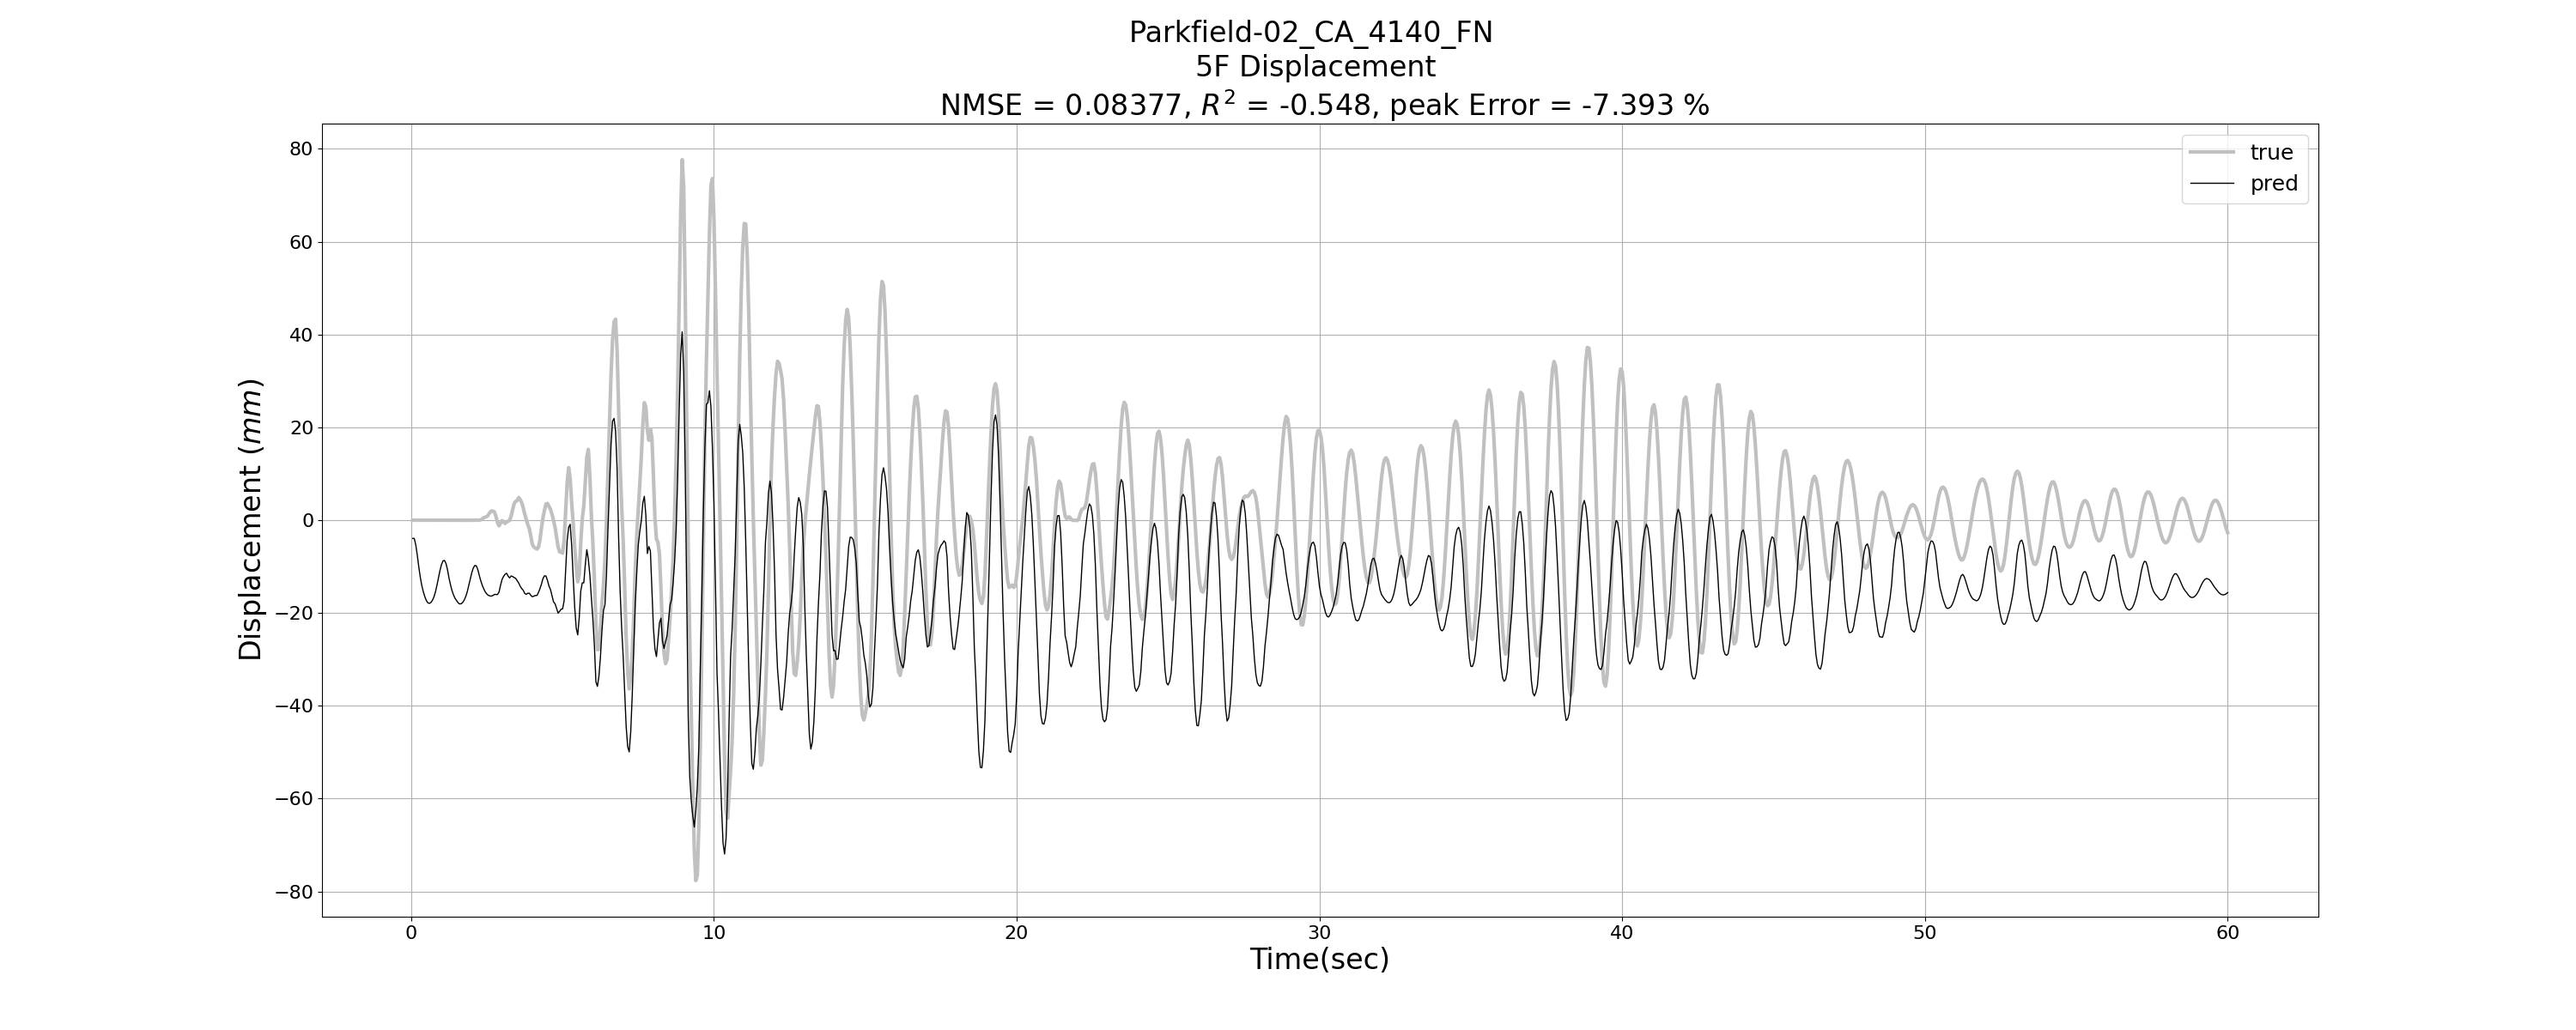 Parkfield-02_CA_4140_FN
5F Displacement
NMSE = 0.08377, R² = -0.548, peak Error = -7.393 %
true
pred
80
60
40
20
0
−20
−40
−60
−80
Displacement (mm)
0 10 20 30 40 50 60
Time(sec)